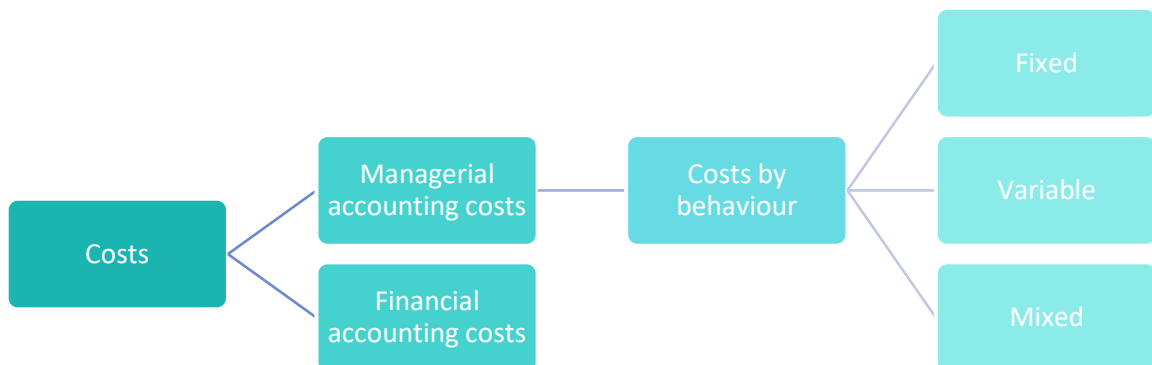 Costs
Managerial
accounting costs
Financial
accounting costs
Costs by
behaviour
Fixed
Variable
Mixed